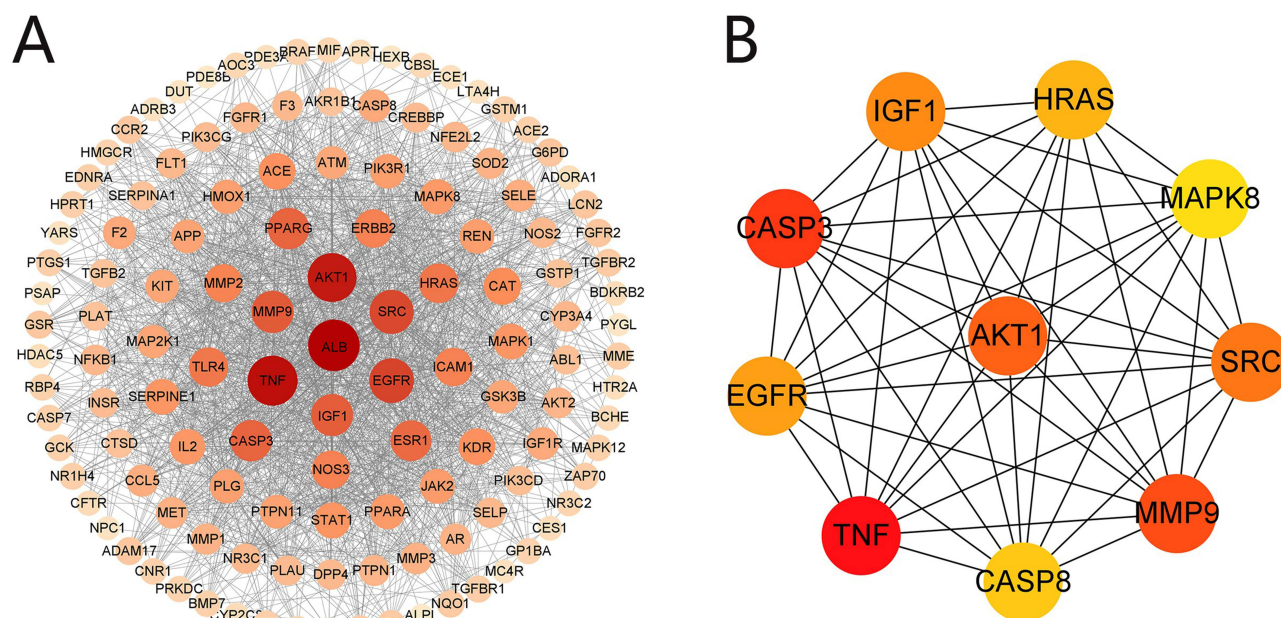 A
B
BRAF MIF APRT
PDE3A HEXB
AOC3 CBSL
PDE8B ECE1
DUT LTA4H
ADRB3 F3 AKR1B1 CASP8 GSTM1
CCR2 FGFR1 CREBBP ACE2
HMGCR PIK3CG NFE2L2 G6PD
EDNRA FLT1 ACE ATM PIK3R1 SOD2 ADORA1
HPRT1 SERPINA1 HMOX1 MAPK8 SELE LCN2
YARS F2 APP PPARG ERBB2 REN NOS2 FGFR2
PTGS1 TGFB2 AKT1 GSTP1 TGFBR2
PSAP KIT MMP2 HRAS CAT BDKRB2
GSR PLAT MMP9 SRC CYP3A4 PYGL
HDAC5 NFKB1 MAP2K1 ALB MAPK1 ABL1 MME
RBP4 TLR4 ICAM1 HTR2A
CASP7 INSR SERPINE1 TNF EGFR GSK3B AKT2 BCHE
GCK CTSD IL2 CASP3 IGF1 ESR1 KDR IGF1R MAPK12
NR1H4 CCL5 NOS3 PIK3CD ZAP70
CFTR PLG JAK2 NR3C2
NPC1 MET PTPN11 STAT1 PPARA SELP CES1
ADAM17 MMP1 AR GP1BA
CNR1 NR3C1 PLAU DPP4 PTPN1 MMP3 MC4R
PRKDC TGFBR1
BMP7 NQO1
ALPL
IGF1 HRAS
MAPK8
CASP3
AKT1
SRC
EGFR
MMP9
TNF
CASP8